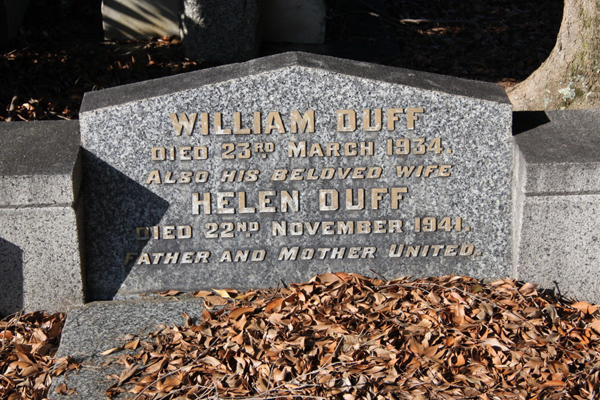 WILLIAM DUFF
DIED 23RD MARCH 1934.
ALSO HIS BELOVED WIFE
HELEN DUFF
DIED 22ND NOVEMBER 1941.
FATHER AND MOTHER UNITED.